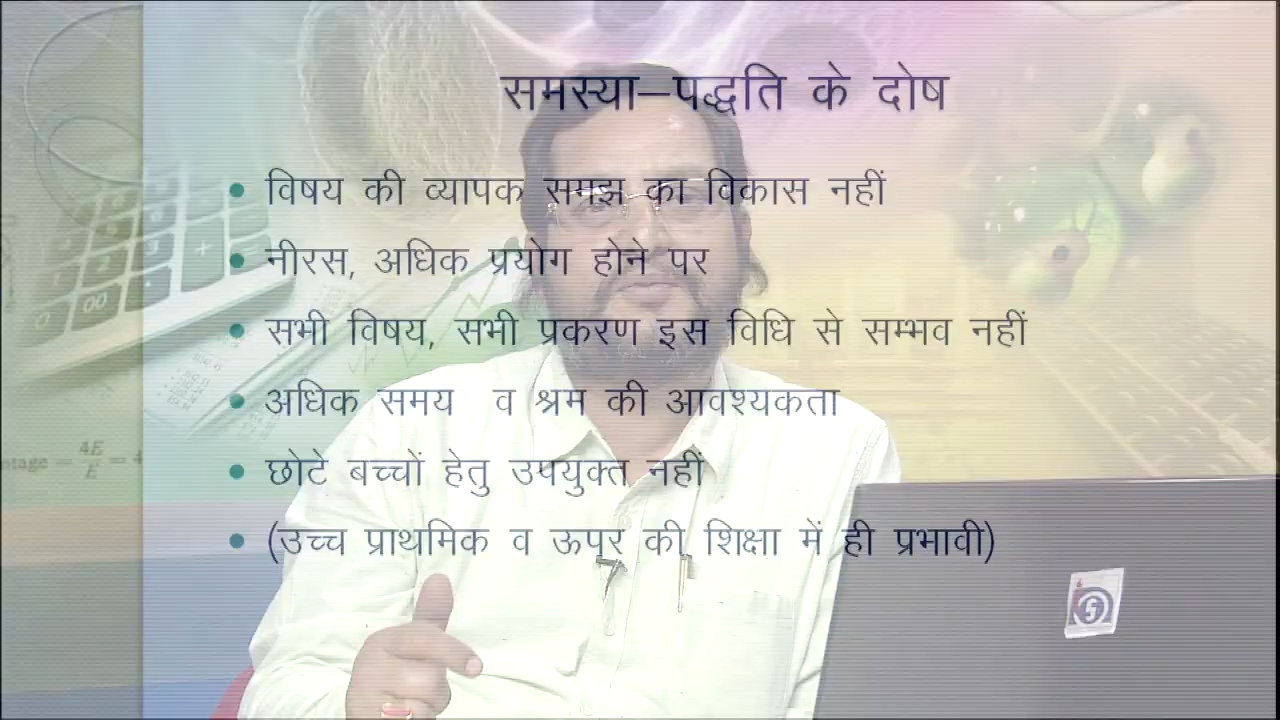 समस्या–पद्धति के दोष
• विषय की व्यापक समझ का विकास नहीं
• नीरस, अधिक प्रयोग होने पर
• सभी विषय, सभी प्रकरण इस विधि से सम्भव नहीं
• अधिक समय व श्रम की आवश्यकता
• छोटे बच्चों हेतु उपयुक्त नहीं
• (उच्च प्राथमिक व ऊपर की शिक्षा में ही प्रभावी)